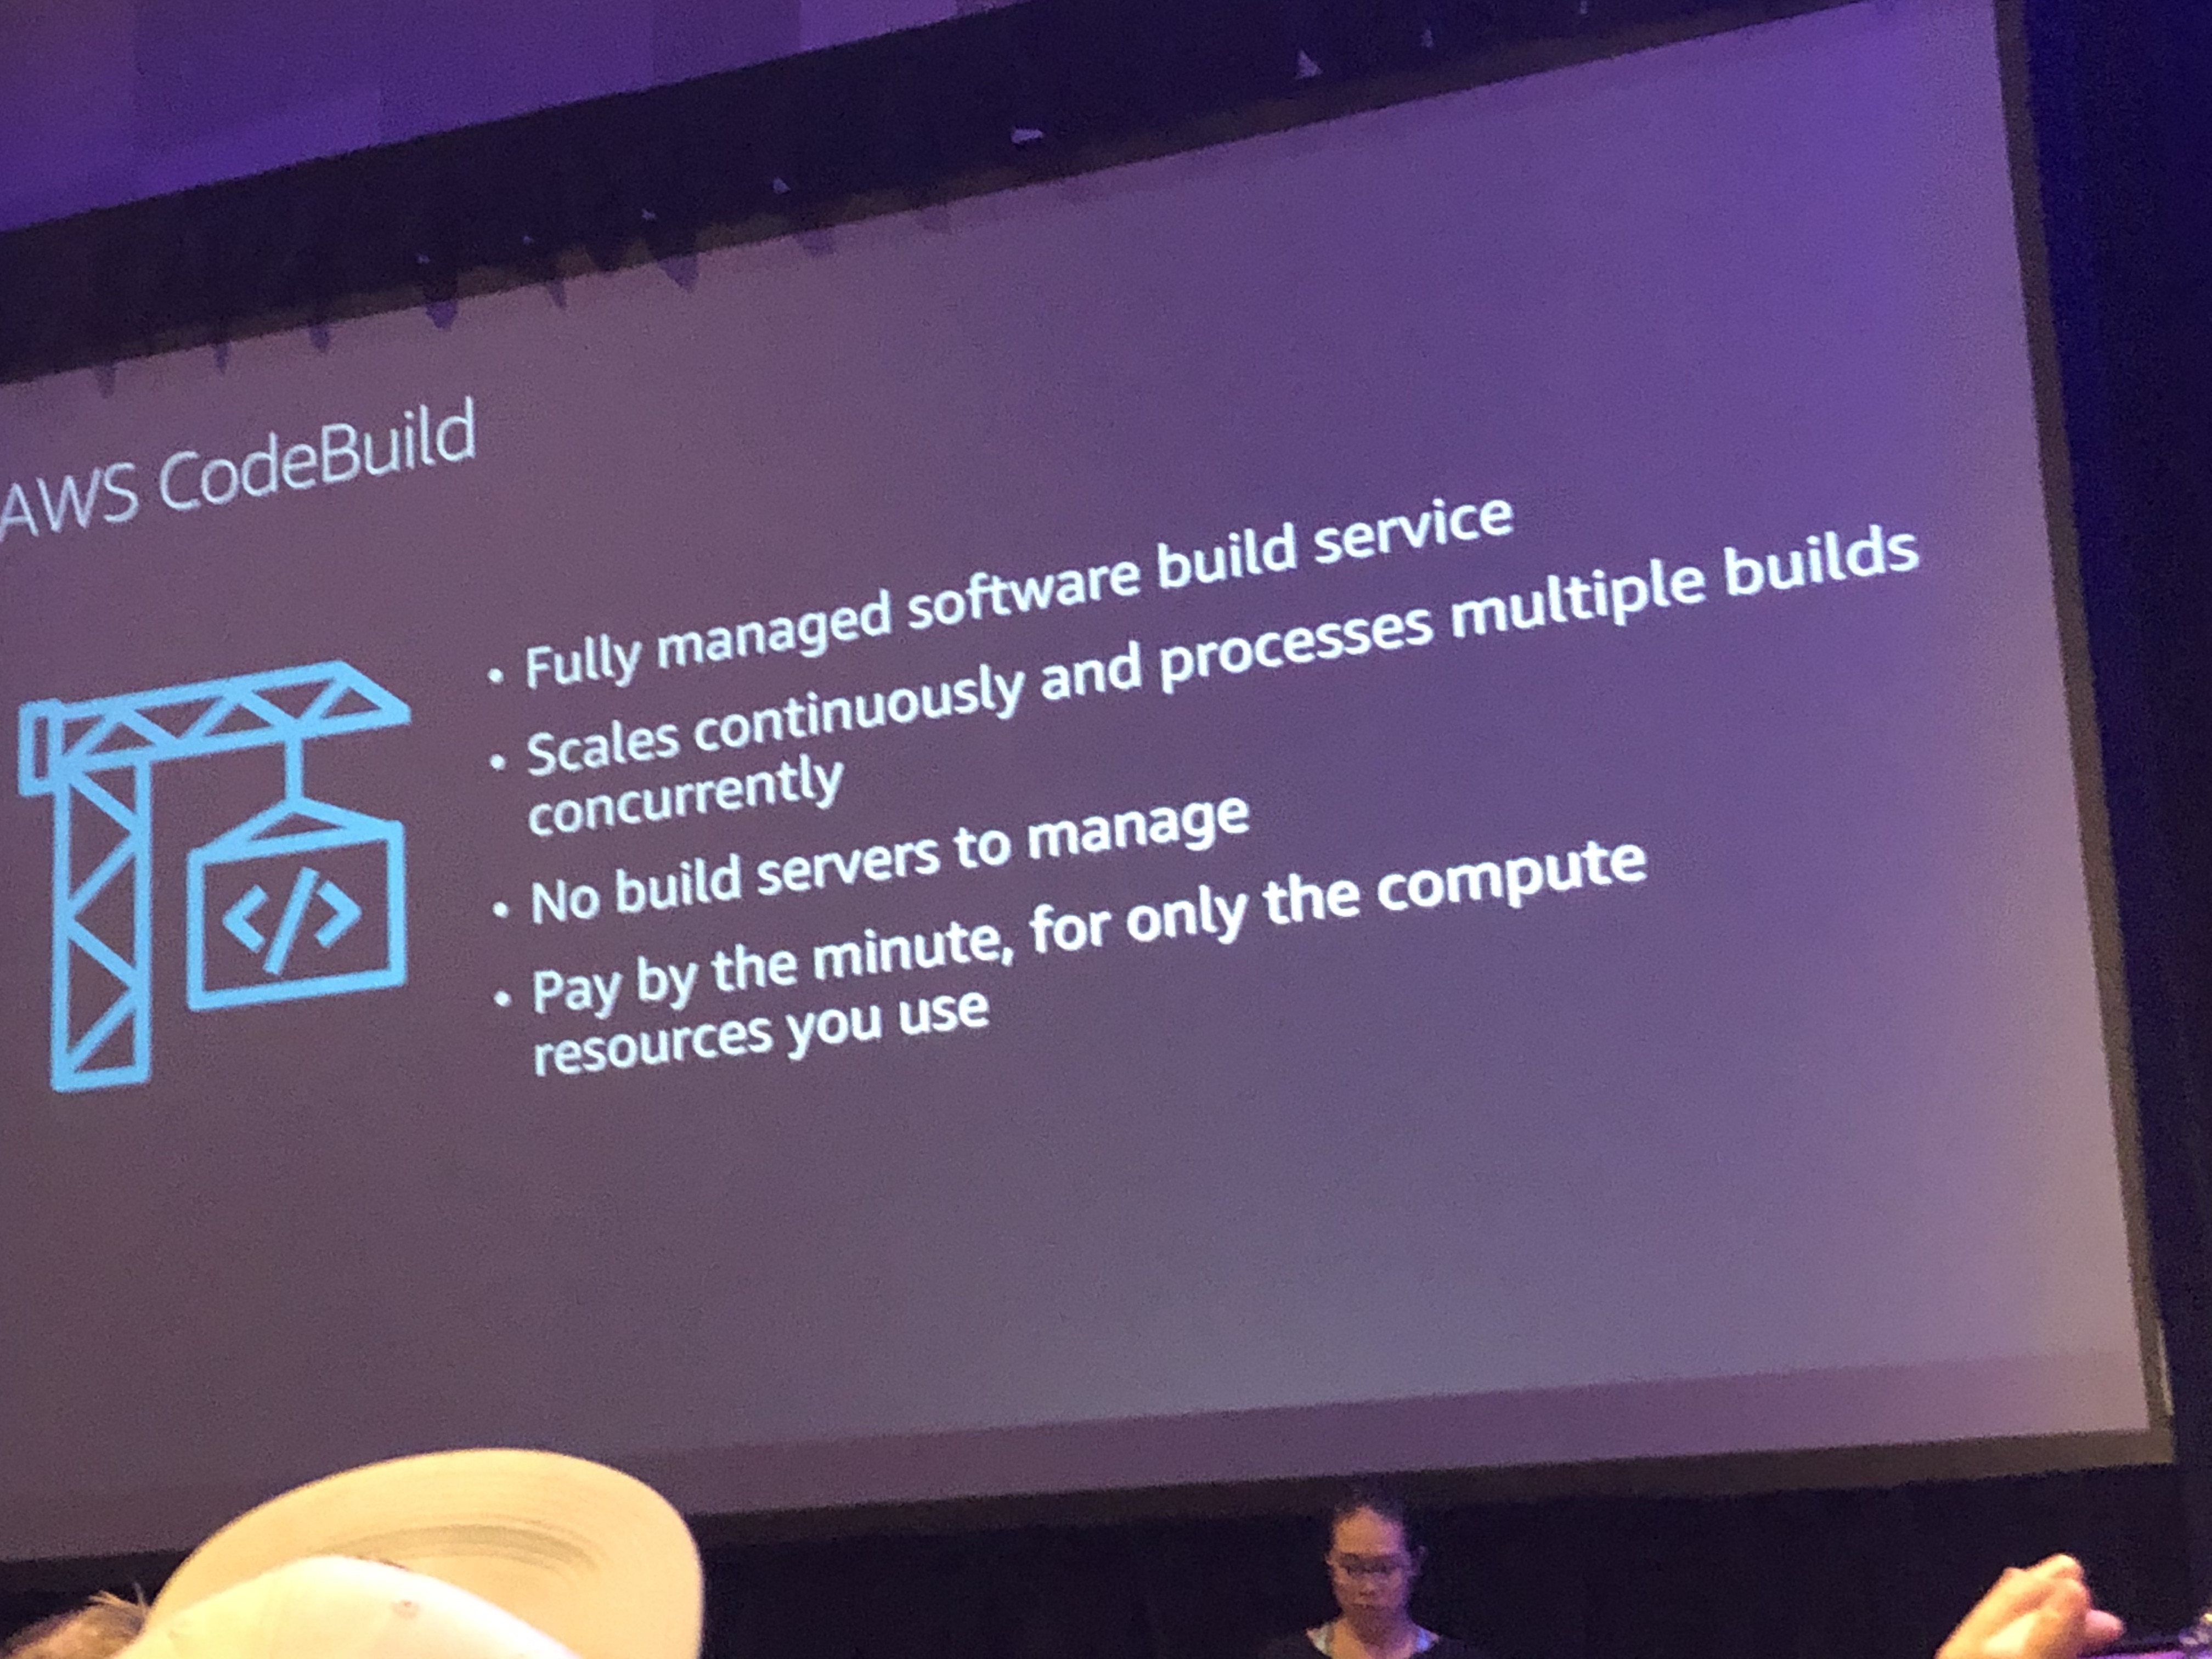 AWS CodeBuild
• Fully managed software build service
• Scales continuously and processes multiple builds
concurrently
• No build servers to manage
• Pay by the minute, for only the compute
resources you use
</>